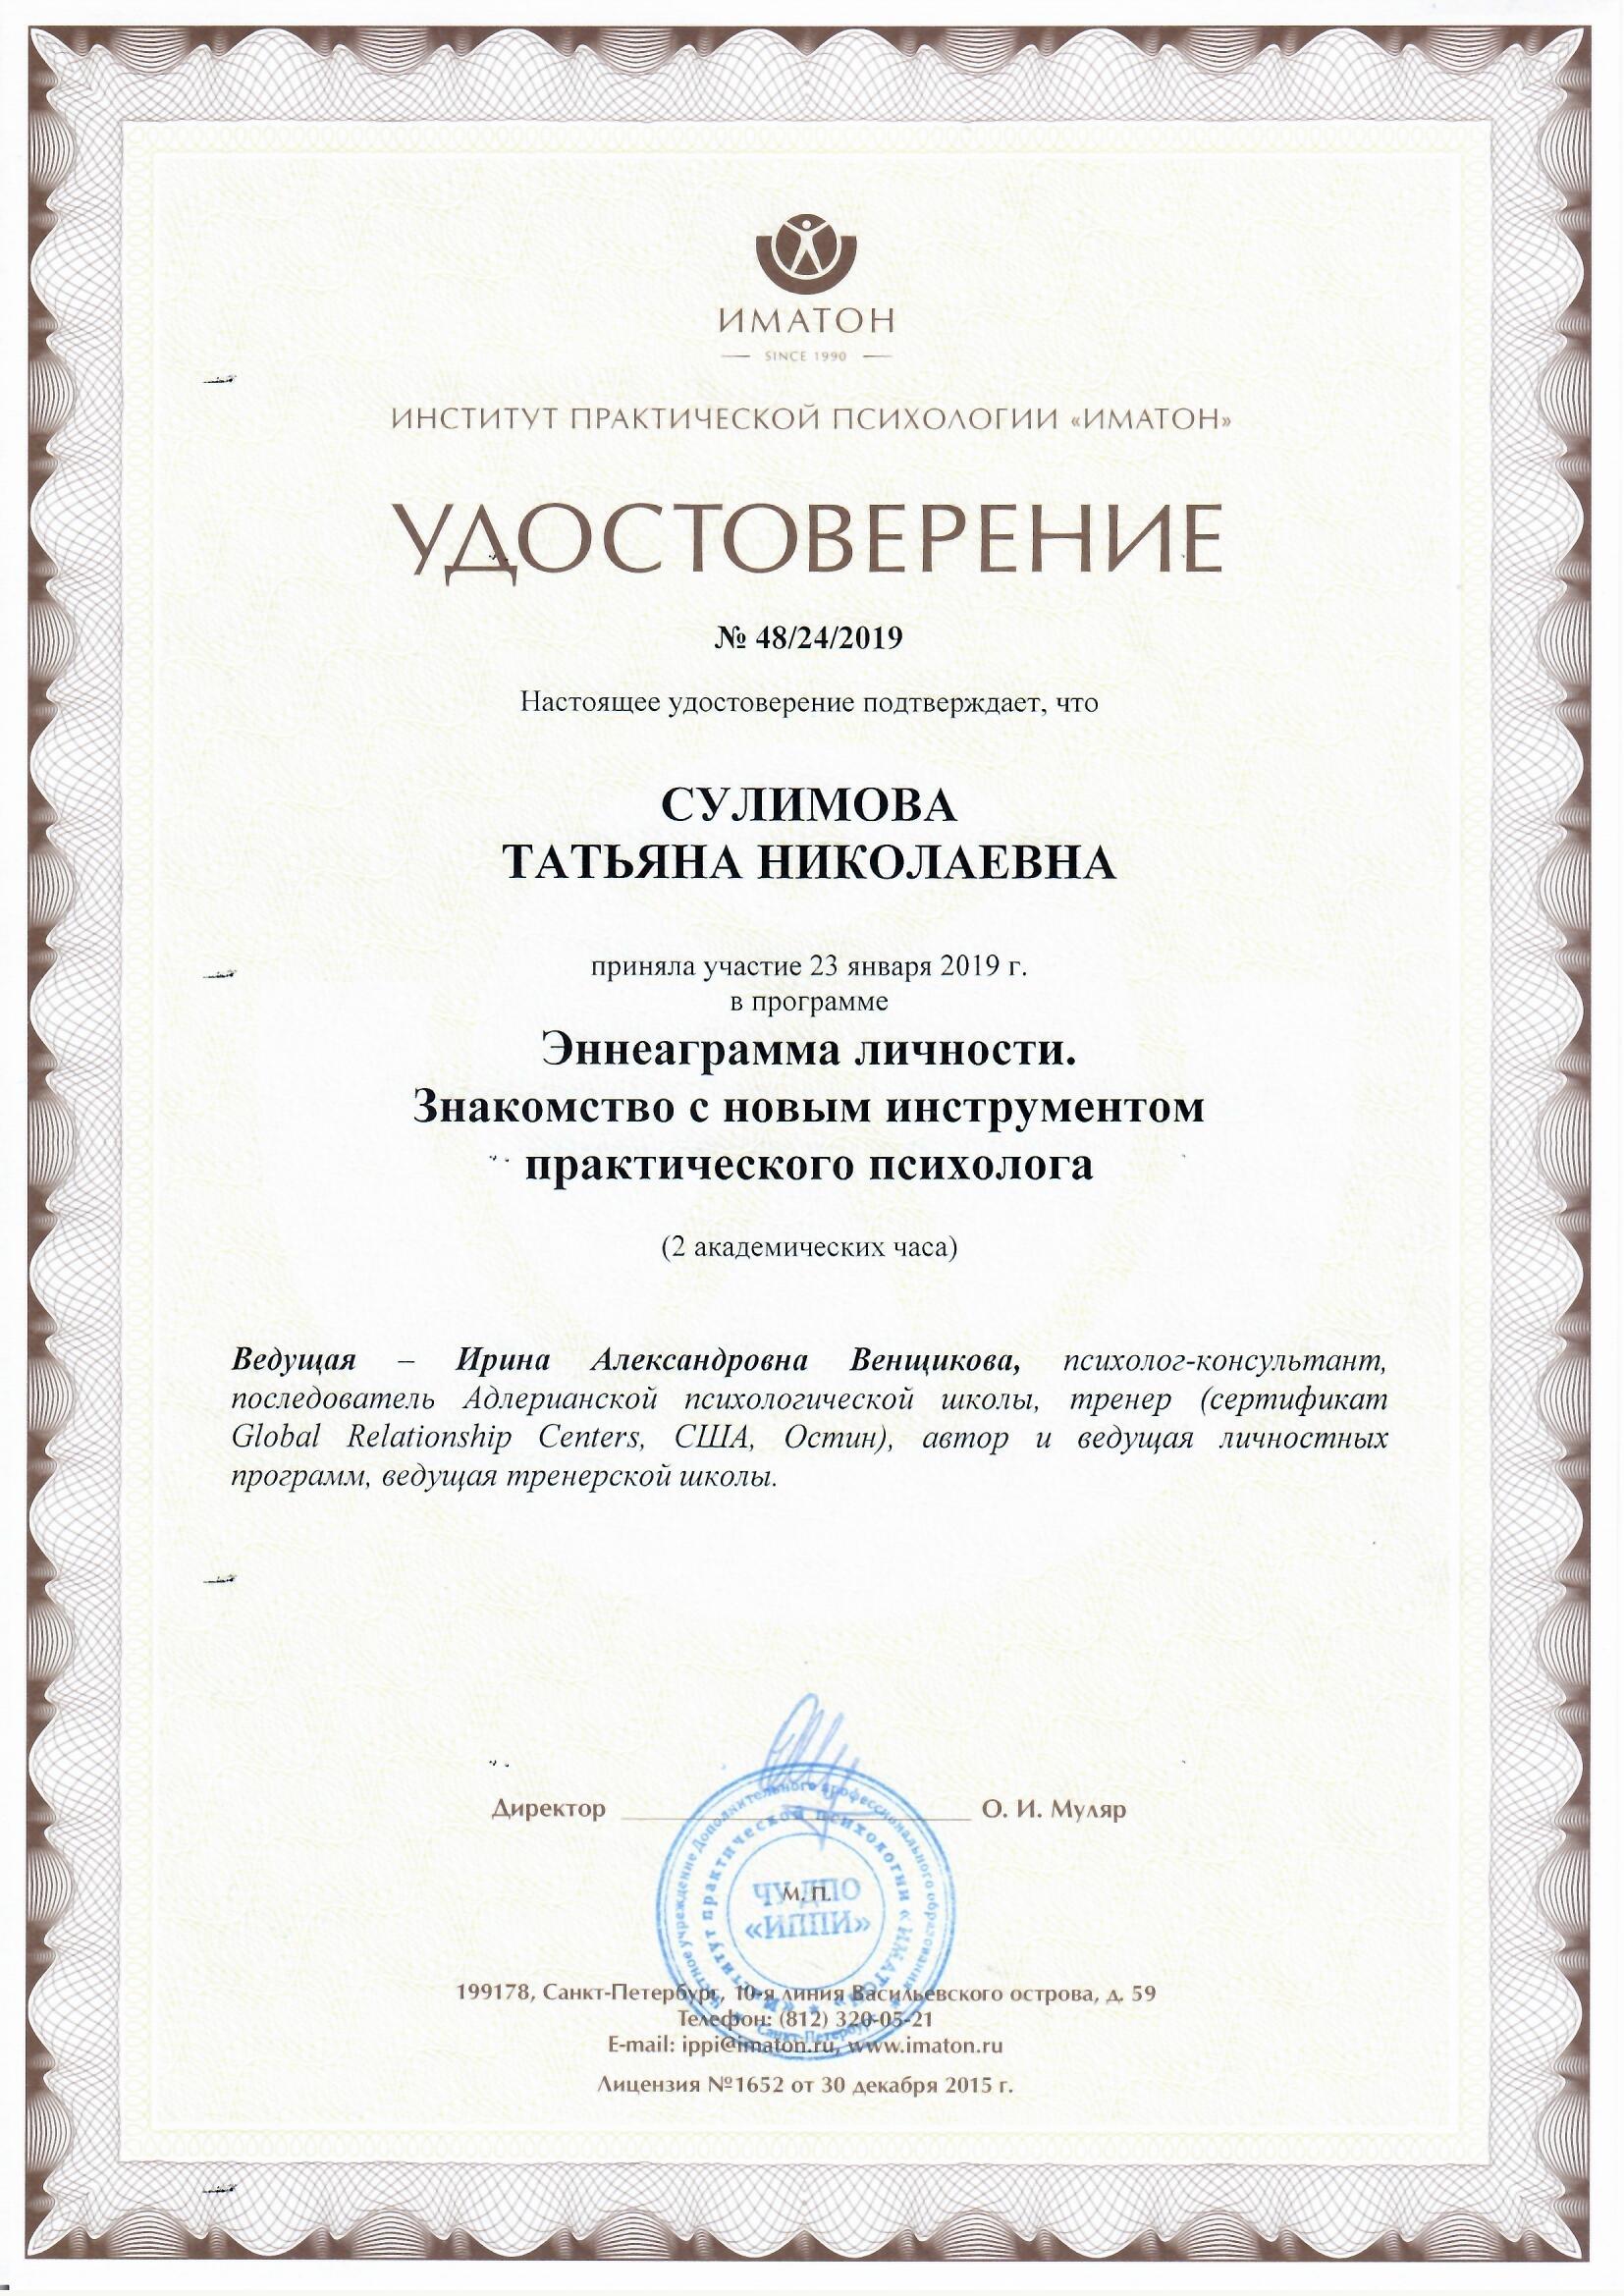 ИМАТОН
SINCE 1990
ИНСТИТУТ ПРАКТИЧЕСКОЙ ПСИХОЛОГИИ «ИМАТОН»
УДОСТОВЕРЕНИЕ
№ 48/24/2019
Настоящее удостоверение подтверждает, что
СУЛИМОВА
ТАТЬЯНА НИКОЛАЕВНА
приняла участие 23 января 2019 г.
в программе
Эннеаграмма личности.
Знакомство с новым инструментом
практического психолога
(2 академических часа)
Ведущая – Ирина Александровна Венщикова, психолог-консультант,
последователь Адлерианской психологической школы, тренер (сертификат
Global Relationship Centers, США, Остин), автор и ведущая личностных
программ, ведущая тренерской школы.
Директор О. И. Муляр
учреждение Дополнительного профессионального образования
практической психологии «ИМАТОН»
Санкт-Петербург
ЧУ ДПО
«ИППИ»
М. П.
199178, Санкт-Петербург, 10-я линия Васильевского острова, д. 59
Телефон: (812) 320-05-21
E-mail: ippi@imaton.ru, www.imaton.ru
Лицензия №1652 от 30 декабря 2015 г.